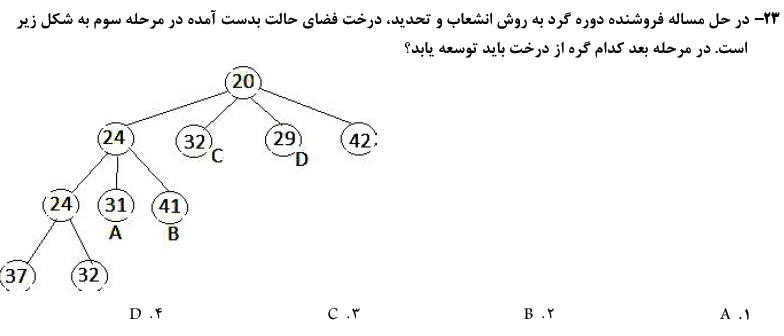 ۲۳- در حل مساله فروشنده دوره گرد به روش انشعاب و تحدید، درخت فضای حالت بدست آمده در مرحله سوم به شکل زیر
است. در مرحله بعد کدام گره از درخت باید توسعه یابد؟
20
24 32 29 42
C D
24 31 41
A B
37 32
۱. A ۲. B ۳. C ۴. D